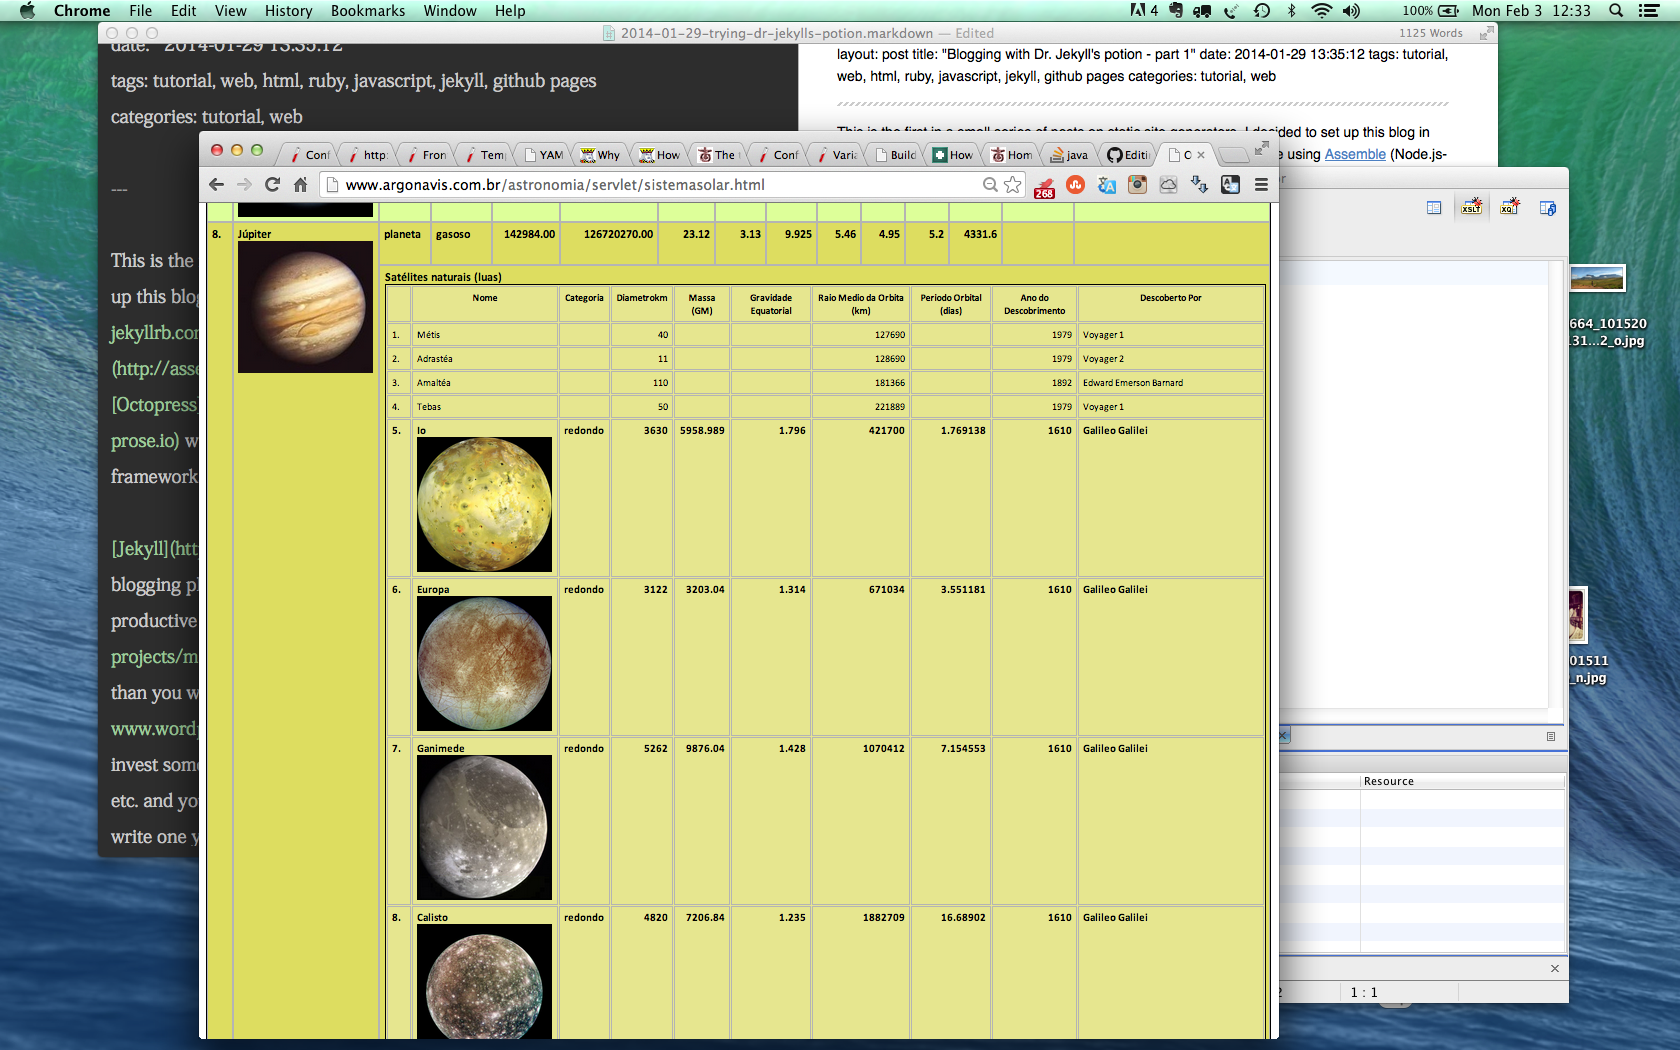 Chrome File Edit View History Bookmarks Window Help
4
100% Mon Feb 3 12:33
2014-01-29-trying-dr-jekylls-potion.markdown — Edited
1125 Words
date: "2014-01-29 13:35:12
tags: tutorial, web, html, ruby, javascript, jekyll, github pages
categories: tutorial, web
---
This is the
up this blog
jekyllrb.com
(http://asse
[Octopress]
prose.io) w
framework
[Jekyll](htt
blogging pl
productive
projects/m
than you w
www.wordp
invest some
etc. and you
write one y
layout: post title: "Blogging with Dr. Jekyll's potion - part 1" date: 2014-01-29 13:35:12 tags: tutorial,
web, html, ruby, javascript, jekyll, github pages categories: tutorial, web
This is the first in a small series of posts on static site generators. I decided to set up this blog in
e using Assemble (Node.js-
Conf
http:
Fron
Temp
YAM
Why
How
The
Conf
Varia
Build
How
Hom
java
Editi
O
www.argonavis.com.br/astronomia/servlet/sistemasolar.html
268
XSLT
XQ
8. Júpiter planeta gasoso 142984.00 126720270.00 23.12 3.13 9.925 5.46 4.95 5.2 4331.6
Satélites naturais (luas)
Nome Categoria Diametrokm Massa (GM) Gravidade Equatorial Raio Medio da Orbita (km) Periodo Orbital (dias) Ano do Descobrimento Descoberto Por
1. Métis 40 127690 1979 Voyager 1
2. Adrastéa 11 128690 1979 Voyager 2
3. Amaltéa 110 181366 1892 Edward Emerson Barnard
4. Tebas 50 221889 1979 Voyager 1
5. Io redondo 3630 5958.989 1.796 421700 1.769138 1610 Galileo Galilei
6. Europa redondo 3122 3203.04 1.314 671034 3.551181 1610 Galileo Galilei
7. Ganimede redondo 5262 9876.04 1.428 1070412 7.154553 1610 Galileo Galilei
8. Calisto redondo 4820 7206.84 1.235 1882709 16.68902 1610 Galileo Galilei
664_101520
131...2_o.jpg
01511
_n.jpg
Resource
1 : 1